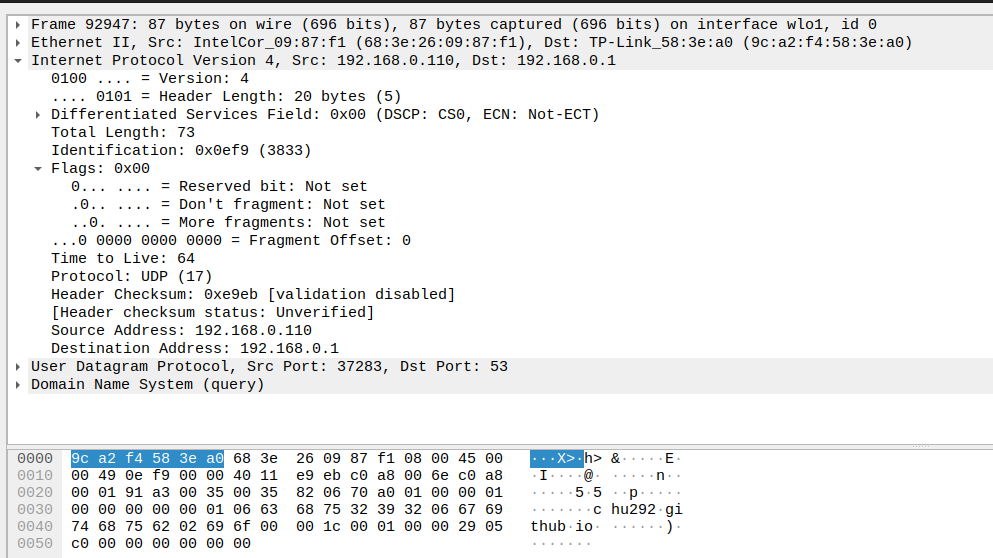 Frame 92947: 87 bytes on wire (696 bits), 87 bytes captured (696 bits) on interface wlo1, id 0
Ethernet II, Src: IntelCor_09:87:f1 (68:3e:26:09:87:f1), Dst: TP-Link_58:3e:a0 (9c:a2:f4:58:3e:a0)
Internet Protocol Version 4, Src: 192.168.0.110, Dst: 192.168.0.1
0100 .... = Version: 4
.... 0101 = Header Length: 20 bytes (5)
Differentiated Services Field: 0x00 (DSCP: CS0, ECN: Not-ECT)
Total Length: 73
Identification: 0x0ef9 (3833)
Flags: 0x00
0... .... = Reserved bit: Not set
.0.. .... = Don't fragment: Not set
..0. .... = More fragments: Not set
...0 0000 0000 0000 = Fragment Offset: 0
Time to Live: 64
Protocol: UDP (17)
Header Checksum: 0xe9eb [validation disabled]
[Header checksum status: Unverified]
Source Address: 192.168.0.110
Destination Address: 192.168.0.1
User Datagram Protocol, Src Port: 37283, Dst Port: 53
Domain Name System (query)
0000 9c a2 f4 58 3e a0 68 3e 26 09 87 f1 08 00 45 00 ···X>·h> &·····E·
0010 00 49 0e f9 00 00 40 11 e9 eb c0 a8 00 6e c0 a8 ·I····@· ·····n··
0020 00 01 91 a3 00 35 00 35 82 06 70 a0 01 00 00 01 ·····5·5 ··p·····
0030 00 00 00 00 00 01 06 63 68 75 32 39 32 06 67 69 ·······c hu292·gi
0040 74 68 75 62 02 69 6f 00 00 1c 00 01 00 00 29 05 thub·io· ······)·
0050 c0 00 00 00 00 00 00 ·······